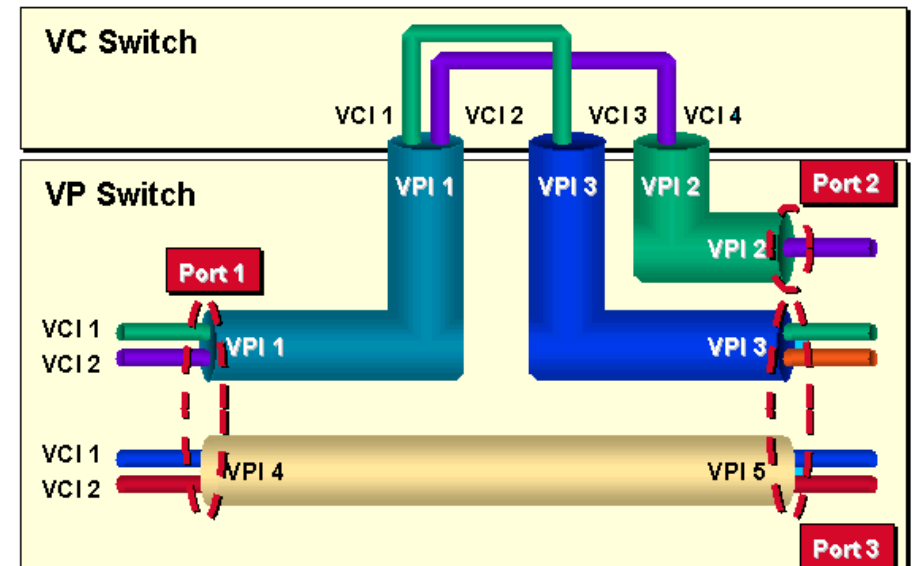 VC Switch
VCI 1 VCI 2 VCI 3 VCI 4
VP Switch
VPI 1 VPI 3 VPI 2
Port 2
VPI 2
Port 1
VCI 1
VCI 2
VPI 1
VPI 3
VCI 1
VCI 2
VPI 4
VPI 5
Port 3